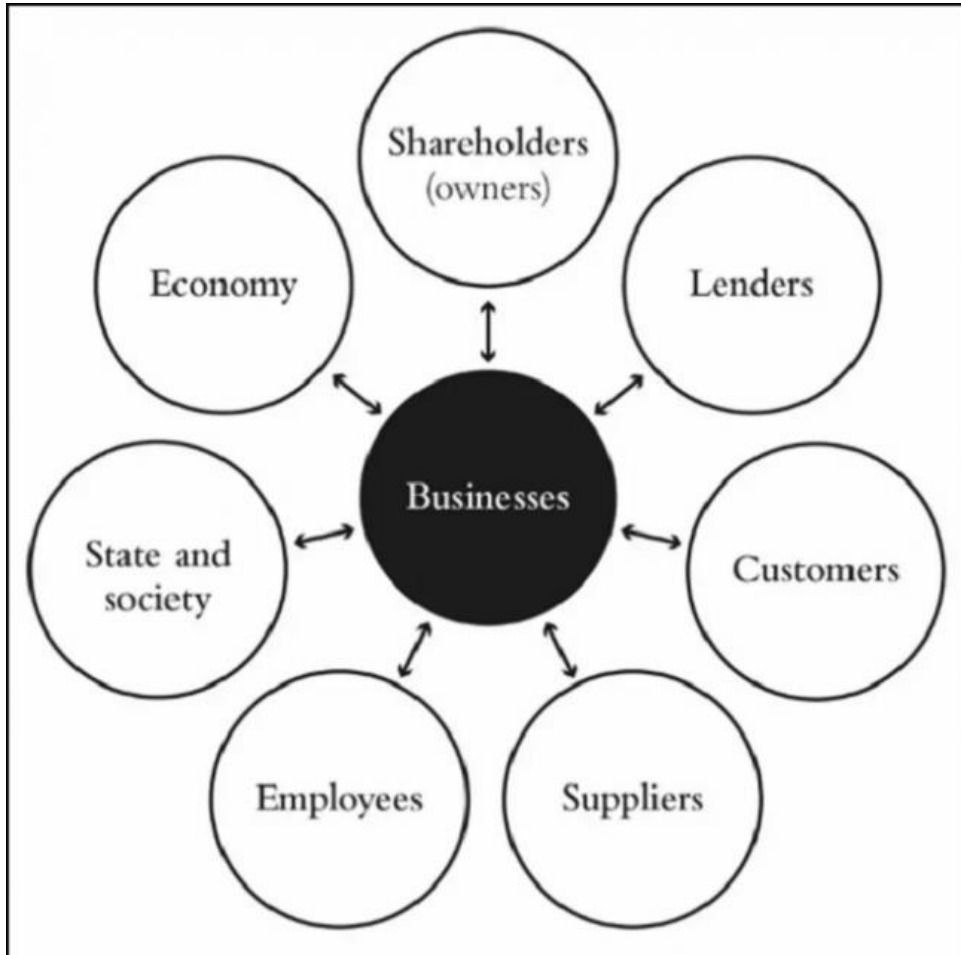 Shareholders
(owners)
Economy
Lenders
Businesses
State and
society
Customers
Employees
Suppliers